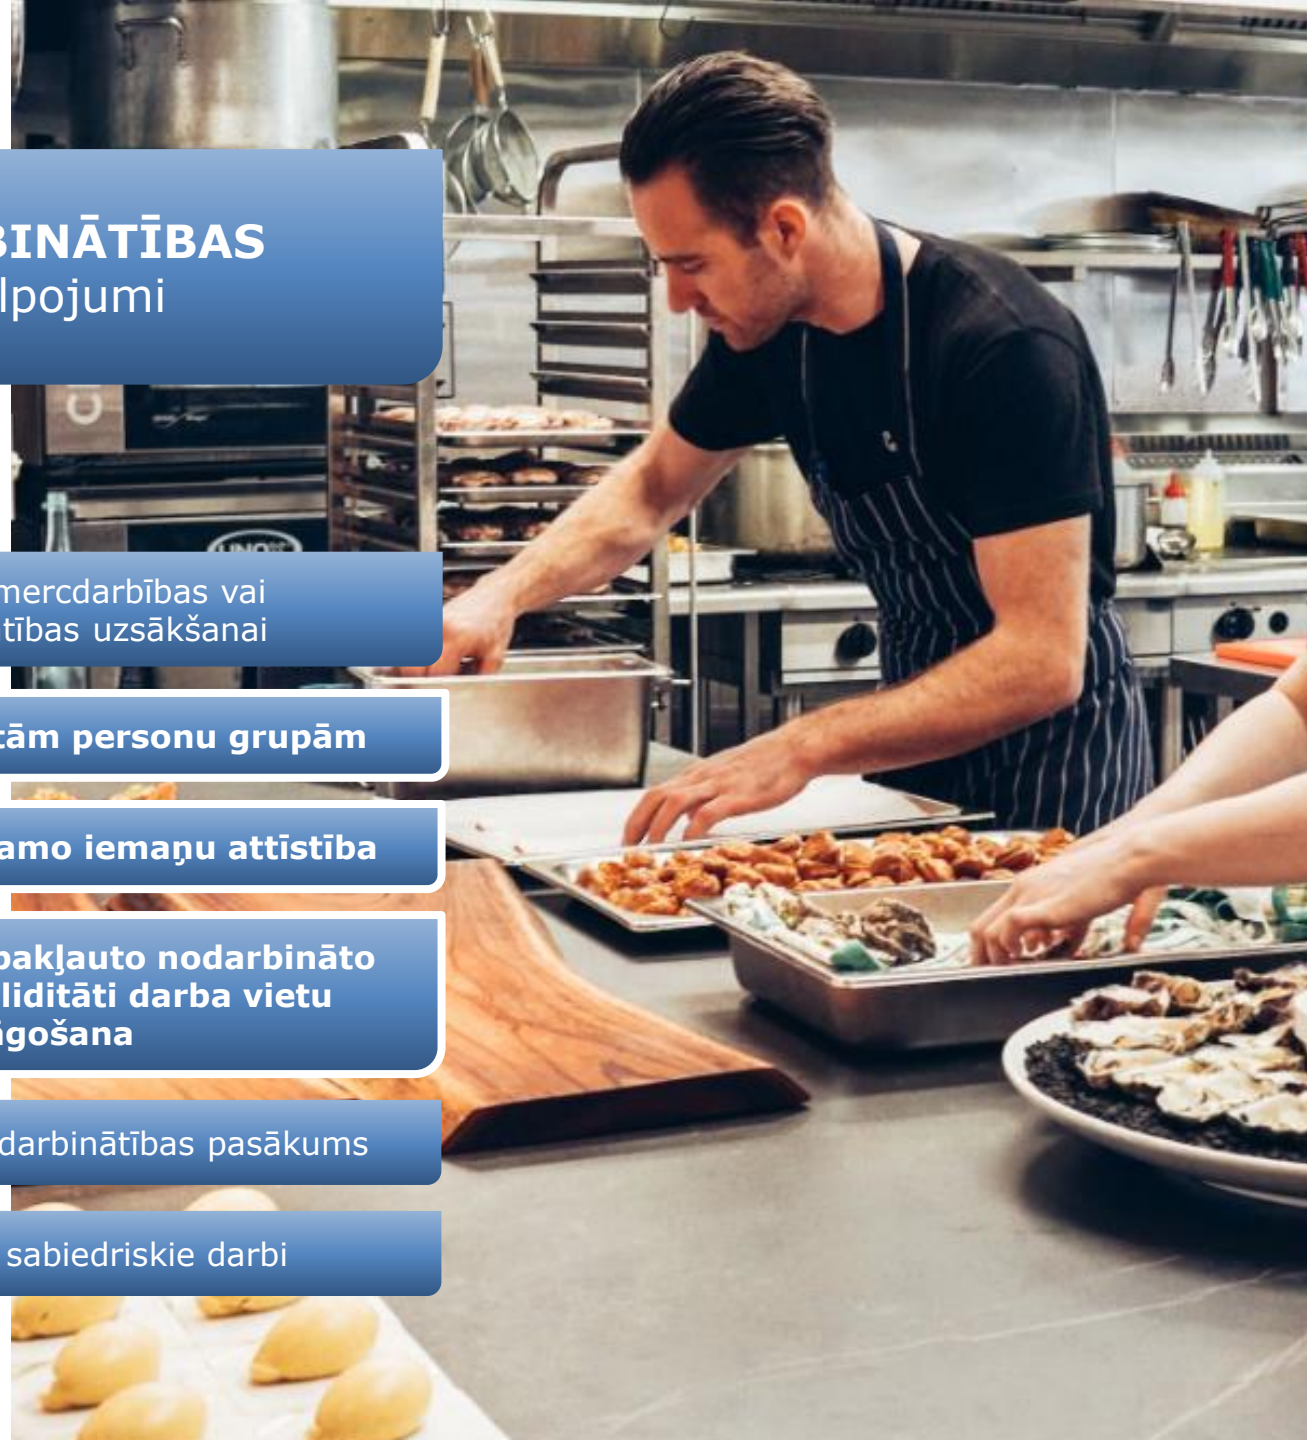 BINĀTĪBAS
lpojumi
mercdarbības vai
tības uzsākšanai
tām personu grupām
amo iemaņu attīstība
pakļauto nodarbināto
liditāti darba vietu
āgošana
darbinātības pasākums
sabiedriskie darbi